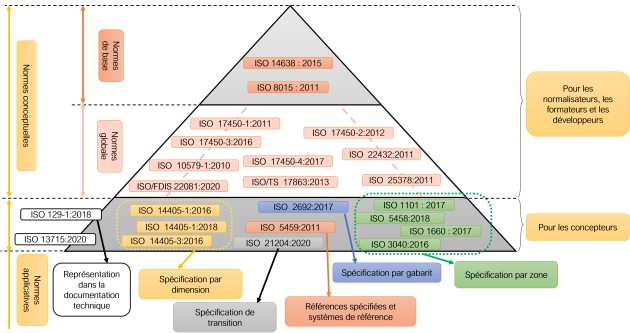 Normes conceptuelles
Normes
de base
ISO 14638 : 2015
ISO 8015 : 2011
Pour les
normalisateurs, les
formateurs et les
développeurs
Normes
globale
ISO 17450-1:2011
ISO 17450-2:2012
ISO 17450-3:2016
ISO 22432:2011
ISO 10579-1:2010
ISO 17450-4:2017
ISO/FDIS 22081:2020
ISO/TS 17863:2013
ISO 25378:2011
Normes
applicatives
ISO 129-1:2018
ISO 13715:2020
ISO 14405-1:2016
ISO 14405-1:2018
ISO 14405-3:2016
ISO 2692:2017
ISO 5459:2011
ISO 21204:2020
ISO 1101 : 2017
ISO 5458:2018
ISO 1660 : 2017
ISO 3040:2016
Pour les concepteurs
Représentation
dans la
documentation
technique
Spécification par
dimension
Spécification de
transition
Spécification par gabarit
Références spécifiées et
systèmes de référence
Spécification par zone